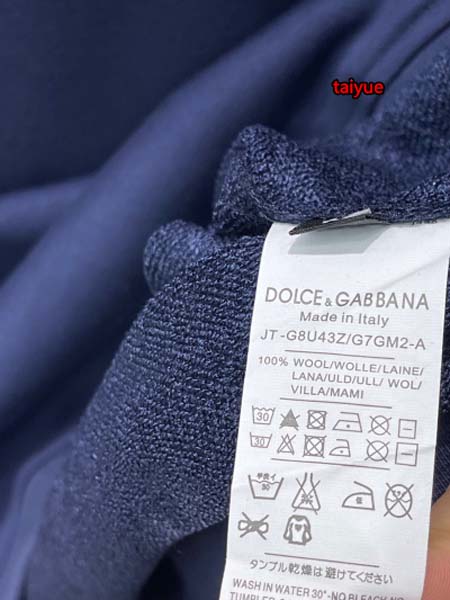 taiyue
DOLCE & GABBANA
Made in Italy
JT-G8U43Z/G7GM2-A
100% WOOL/WOLLE/LAINE/
LANA/ULD/ULL/ WOL/
VILLA/MAMI
30
30
タンブル乾燥は避けてください
WASH IN WATER 30°-NO BLEACH